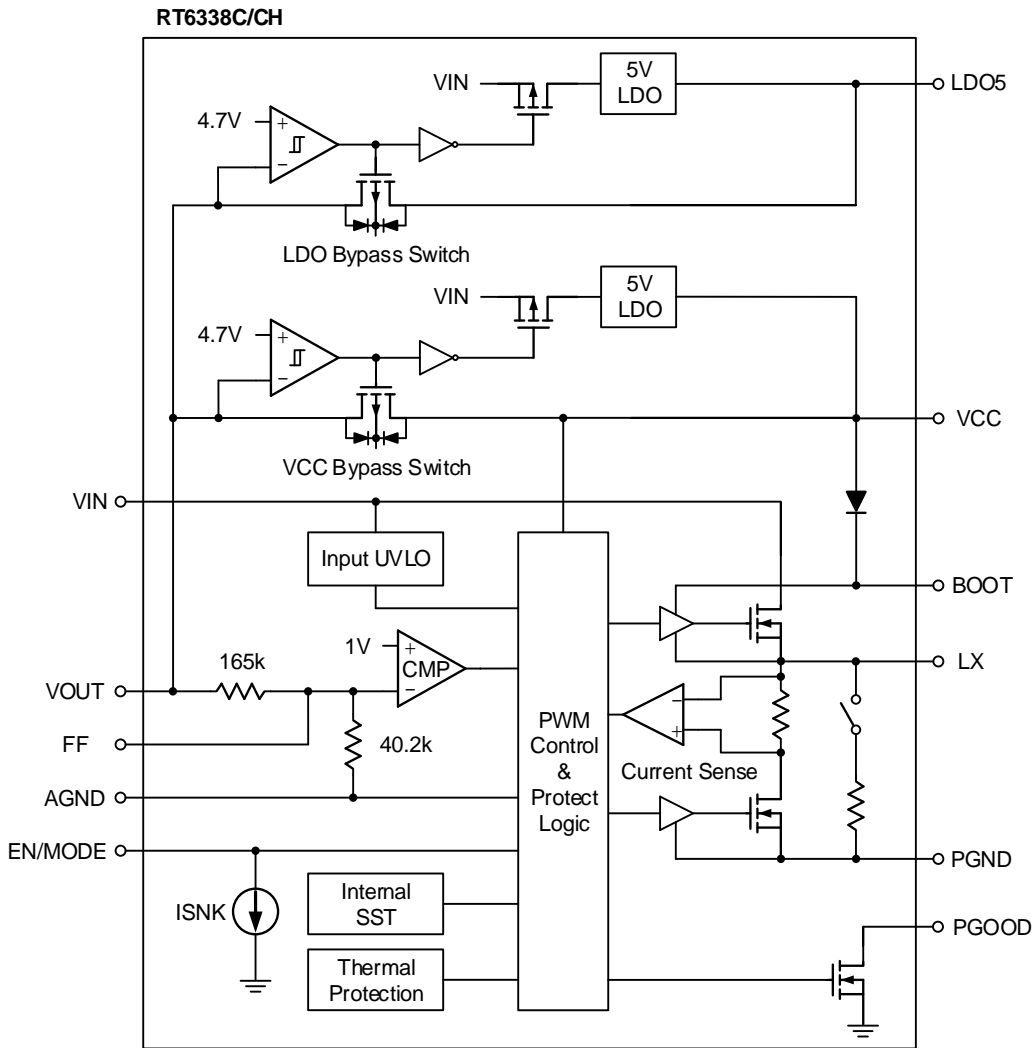 RT6338C/CH
VIN
5V
LDO
LDO5
4.7V
+
−
LDO Bypass Switch
VIN
5V
LDO
4.7V
+
−
VCC
VCC Bypass Switch
VIN
Input UVLO
BOOT
1V
+
CMP
−
LX
165k
VOUT
−
+
PWM
Control
&
Protect
Logic
FF
40.2k
Current Sense
AGND
EN/MODE
PGND
ISNK
Internal
SST
PGOOD
Thermal
Protection